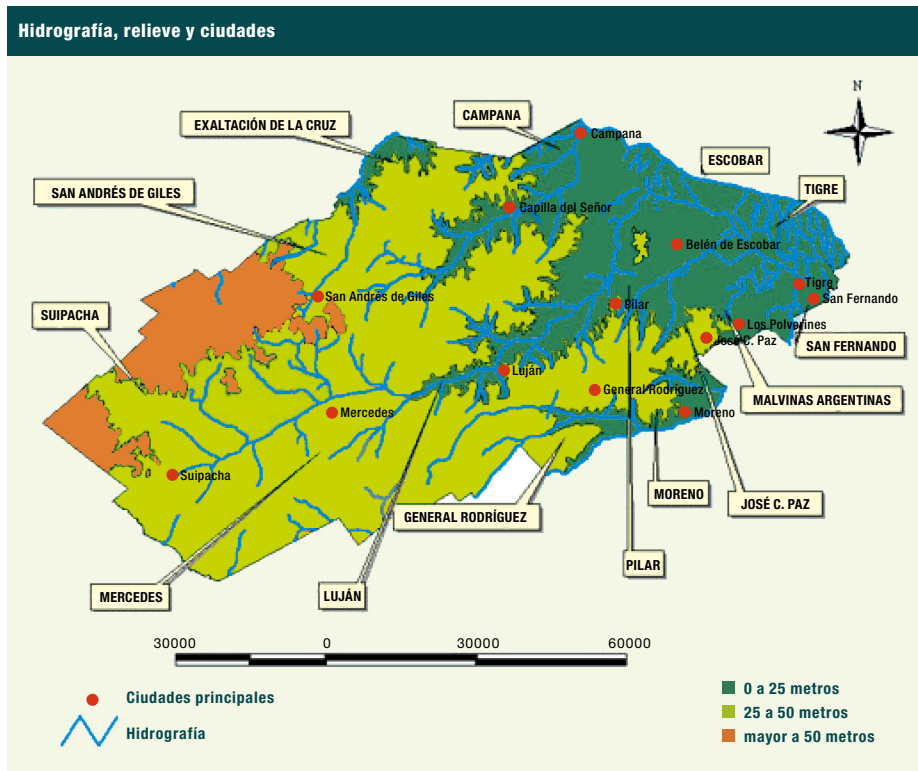 Hidrografía, relieve y ciudades
N
CAMPANA
EXALTACIÓN DE LA CRUZ
Campana
ESCOBAR
SAN ANDRÉS DE GILES
TIGRE
Capilla del Señor
Belén de Escobar
Tigre
San Andrés de Giles
San Fernando
Pilar
SUIPACHA
Los Polvorines
José C. Paz
SAN FERNANDO
Luján
General Rodríguez
MALVINAS ARGENTINAS
Mercedes
Moreno
Suipacha
MORENO
JOSÉ C. PAZ
GENERAL RODRÍGUEZ
PILAR
MERCEDES
LUJÁN
30000 0 30000 60000
Ciudades principales
Hidrografía
0 a 25 metros
25 a 50 metros
mayor a 50 metros